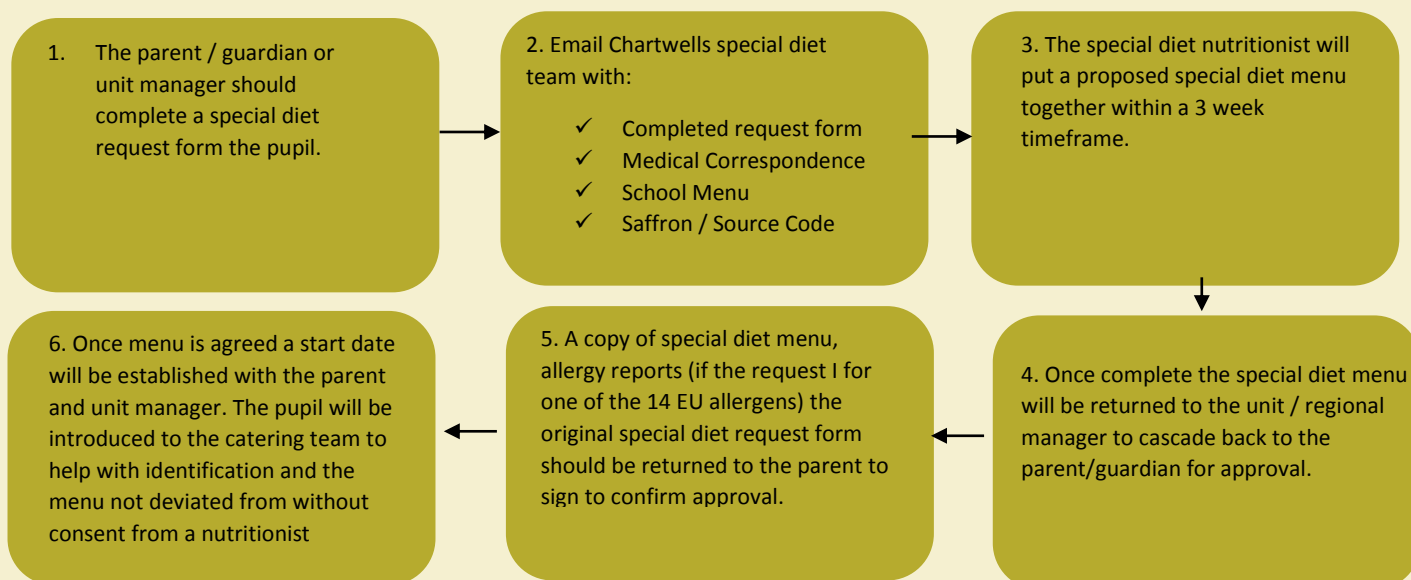 1. The parent / guardian or
unit manager should
complete a special diet
request form the pupil.
2. Email Chartwells special diet
team with:
✓ Completed request form
✓ Medical Correspondence
✓ School Menu
✓ Saffron / Source Code
3. The special diet nutritionist will
put a proposed special diet menu
together within a 3 week
timeframe.
4. Once complete the special diet menu
will be returned to the unit / regional
manager to cascade back to the
parent/guardian for approval.
5. A copy of special diet menu,
allergy reports (if the request I for
one of the 14 EU allergens) the
original special diet request form
should be returned to the parent to
sign to confirm approval.
6. Once menu is agreed a start date
will be established with the parent
and unit manager. The pupil will be
introduced to the catering team to
help with identification and the
menu not deviated from without
consent from a nutritionist